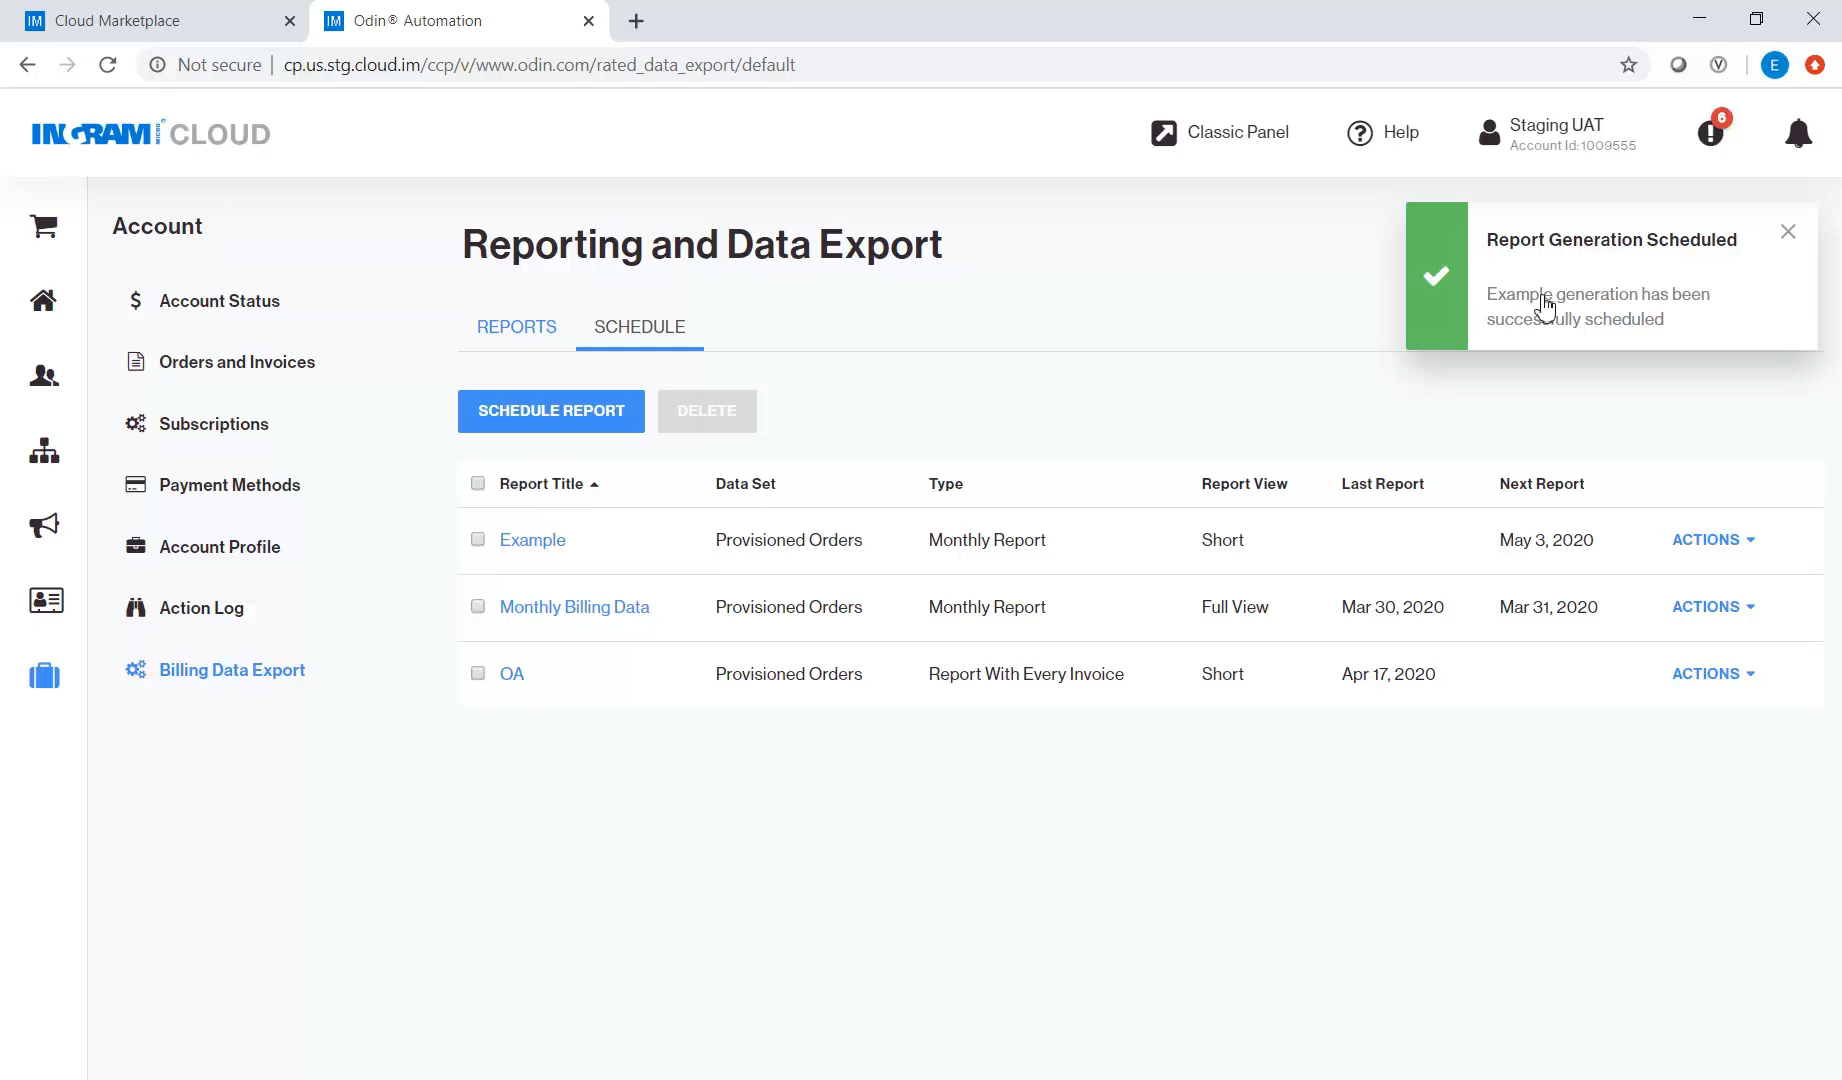 IM Cloud Marketplace
IM Odin® Automation
Not secure | cp.us.stg.cloud.im/ccp/v/www.odin.com/rated_data_export/default
E
INGRAM MICRO® CLOUD
Classic Panel
Help
Staging UAT
Account Id:1009555
6
Account
Account Status
Orders and Invoices
Subscriptions
Payment Methods
Account Profile
Action Log
Billing Data Export
Reporting and Data Export
REPORTS SCHEDULE
SCHEDULE REPORT DELETE
Report Generation Scheduled
Example generation has been
successfully scheduled
Report Title Data Set Type Report View Last Report Next Report
Example Provisioned Orders Monthly Report Short May 3, 2020 ACTIONS
Monthly Billing Data Provisioned Orders Monthly Report Full View Mar 30, 2020 Mar 31, 2020 ACTIONS
OA Provisioned Orders Report With Every Invoice Short Apr 17, 2020 ACTIONS